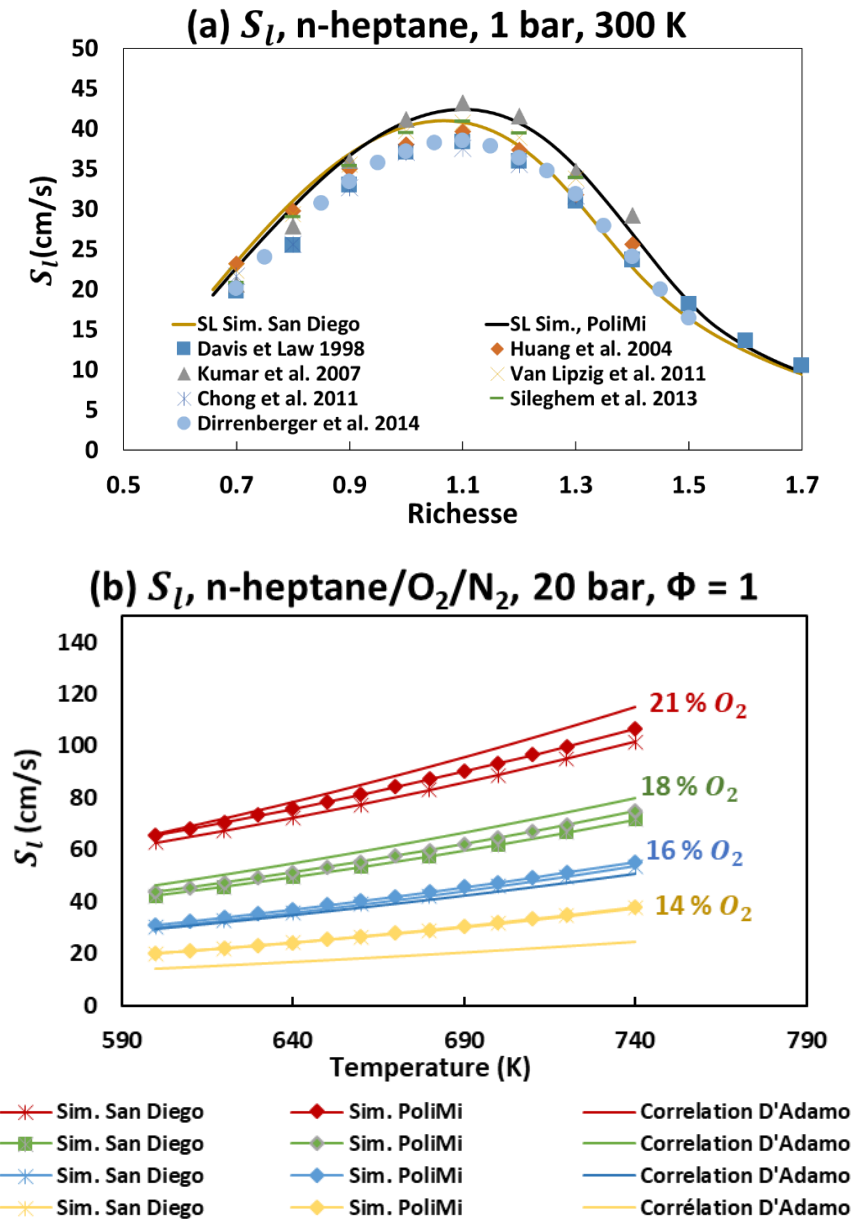 (a) S_l, n-heptane, 1 bar, 300 K
50
45
40
35
30
25
20
15
10
5
0
S_l(cm/s)
SL Sim. San Diego
SL Sim., PoliMi
Davis et Law 1998
Huang et al. 2004
Kumar et al. 2007
Van Lipzig et al. 2011
Chong et al. 2011
Sileghem et al. 2013
Dirrenberger et al. 2014
0.5 0.7 0.9 1.1 1.3 1.5 1.7
Richesse
(b) S_l, n-heptane/O₂/N₂, 20 bar, Φ = 1
140
120
100
80
60
40
20
0
S_l (cm/s)
21 % O₂
18 % O₂
16 % O₂
14 % O₂
590 640 690 740 790
Temperature (K)
Sim. San Diego Sim. PoliMi Correlation D'Adamo
Sim. San Diego Sim. PoliMi Correlation D'Adamo
Sim. San Diego Sim. PoliMi Correlation D'Adamo
Sim. San Diego Sim. PoliMi Corrélation D'Adamo